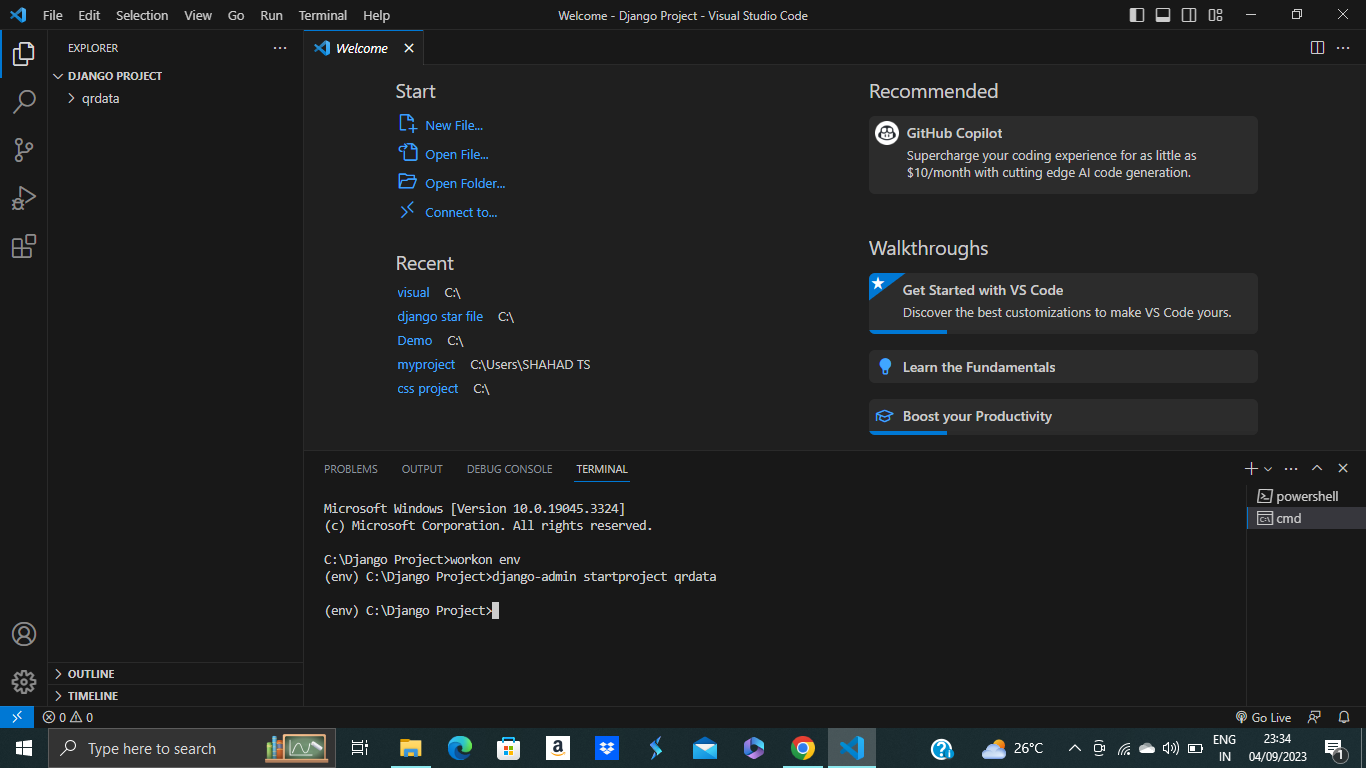 File Edit Selection View Go Run Terminal Help
Welcome - Django Project - Visual Studio Code
EXPLORER
DJANGO PROJECT
qrdata
OUTLINE
TIMELINE
Welcome
Start
New File...
Open File...
Open Folder...
Connect to...
Recent
visual C:\
django star file C:\
Demo C:\
myproject C:\Users\SHAHAD TS
css project C:\
Recommended
GitHub Copilot
Supercharge your coding experience for as little as
$10/month with cutting edge AI code generation.
Walkthroughs
Get Started with VS Code
Discover the best customizations to make VS Code yours.
Learn the Fundamentals
Boost your Productivity
PROBLEMS OUTPUT DEBUG CONSOLE TERMINAL
Microsoft Windows [Version 10.0.19045.3324]
(c) Microsoft Corporation. All rights reserved.
C:\Django Project>workon env
(env) C:\Django Project>django-admin startproject qrdata
(env) C:\Django Project>
powershell
cmd
0 0
Go Live
Type here to search
a
26°C
ENG
IN
23:34
04/09/2023
1